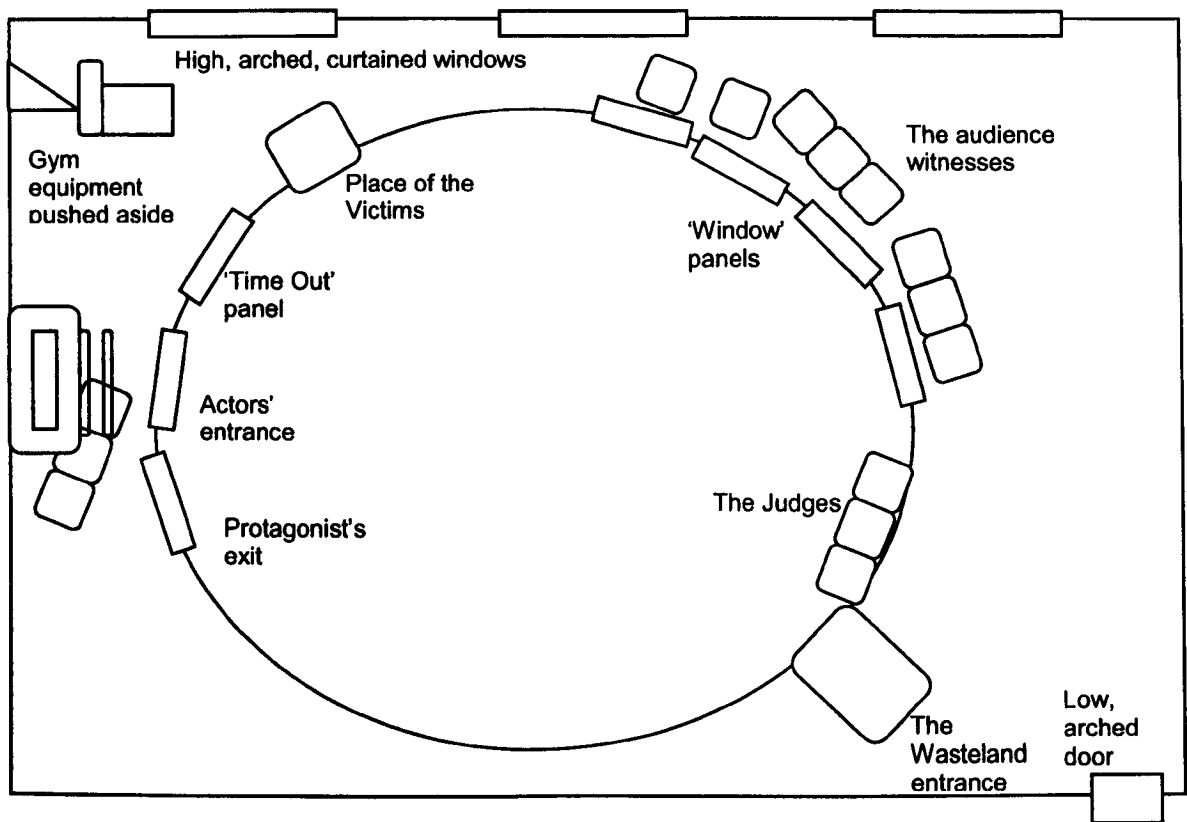 High, arched, curtained windows
Gym
equipment
pushed aside
Place of the
Victims
The audience
witnesses
'Window'
panels
'Time Out'
panel
Actors'
entrance
The Judges
Protagonist's
exit
The
Wasteland
entrance
Low,
arched
door